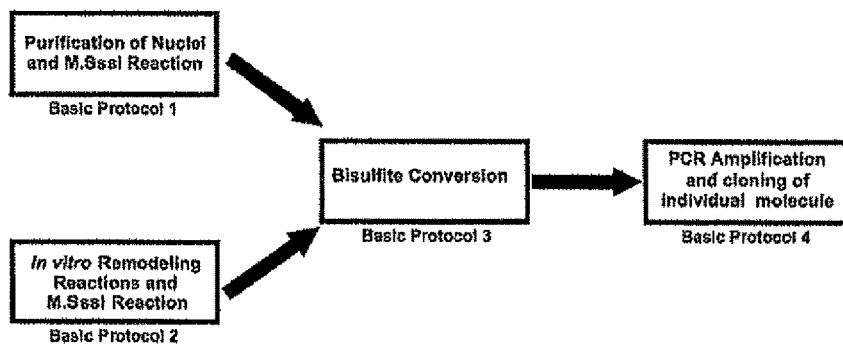 Purification of Nuclei
and M.SssI Reaction
Basic Protocol 1
In vitro Remodeling
Reactions and
M.SssI Reaction
Basic Protocol 2
Bisulfite Conversion
Basic Protocol 3
PCR Amplification
and cloning of
individual molecule
Basic Protocol 4